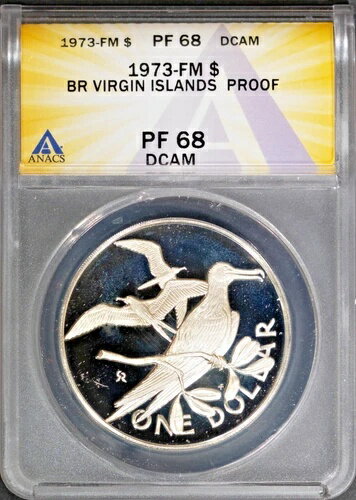 1973-FM $ PF 68 DCAM
1973-FM $
BR VIRGIN ISLANDS PROOF
ANACS
PF 68
DCAM
ONE DOLLAR